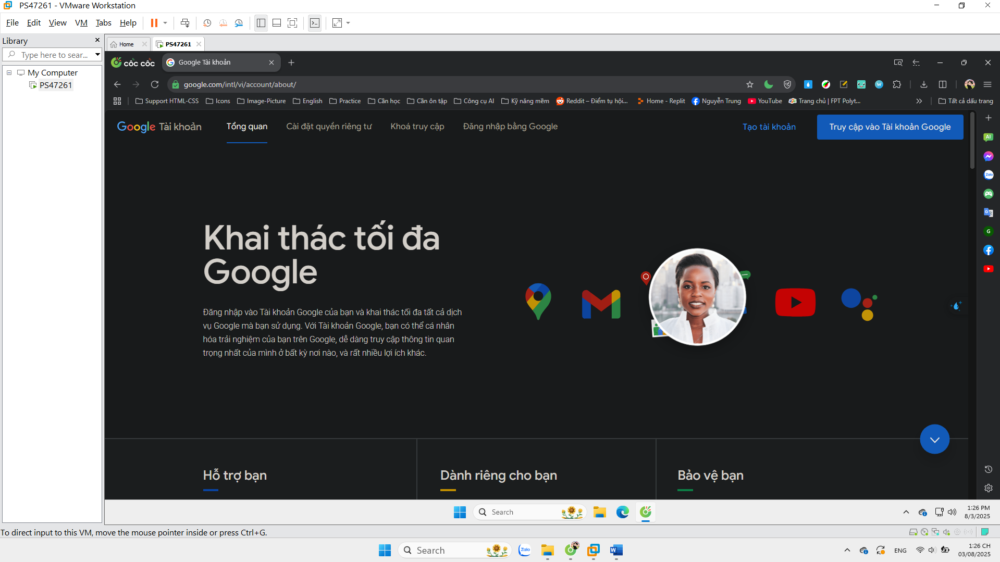 PS47261 - VMware Workstation
File Edit View VM Tabs Help
Library
Type here to sear...
My Computer
PS47261
Home
PS47261
cốc cốc
Google Tài khoản
google.com/intl/vi/account/about/
Support HTML-CSS
Icons
Image-Picture
English
Practice
Cần học
Cần ôn tập
Công cụ AI
Kỹ năng mềm
Reddit – Điểm tụ hội...
Home - Replit
Nguyễn Trung
YouTube
Trang chủ | FPT Polyt...
Tất cả dấu trang
Google Tài khoản
Tổng quan
Cài đặt quyền riêng tư
Khoá truy cập
Đăng nhập bằng Google
Tạo tài khoản
Truy cập vào Tài khoản Google
AI
Zalo
G
Khai thác tối đa
Google
Đăng nhập vào Tài khoản Google của bạn và khai thác tối đa tất cả dịch
vụ Google mà bạn sử dụng. Với Tài khoản Google, bạn có thể cá nhân
hóa trải nghiệm của bạn trên Google, dễ dàng truy cập thông tin quan
trọng nhất của mình ở bất kỳ nơi nào, và rất nhiều lợi ích khác.
Hỗ trợ bạn
Dành riêng cho bạn
Bảo vệ bạn
Search
1:26 PM
8/3/2025
To direct input to this VM, move the mouse pointer inside or press Ctrl+G.
Search
Zalo
ENG
1:26 CH
03/08/2025